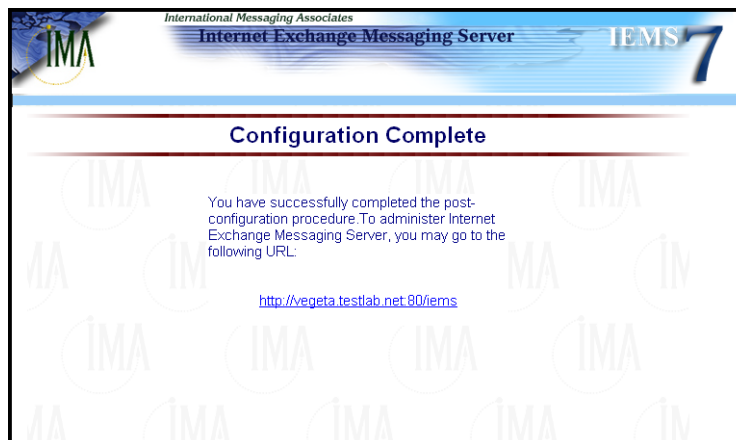 International Messaging Associates
IMA
Internet Exchange Messaging Server
IEMS 7
Configuration Complete
You have successfully completed the post-
configuration procedure.To administer Internet
Exchange Messaging Server, you may go to the
following URL:
http://vegeta.testlab.net:80/iems